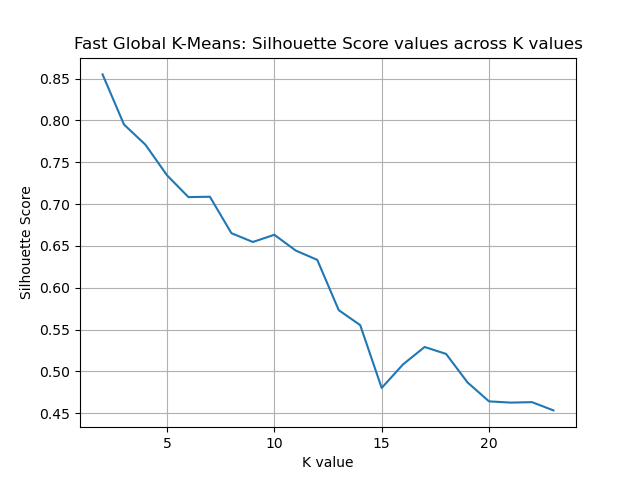 Fast Global K-Means: Silhouette Score values across K values
0.85
0.80
0.75
0.70
0.65
0.60
0.55
0.50
0.45
Silhouette Score
5 10 15 20
K value